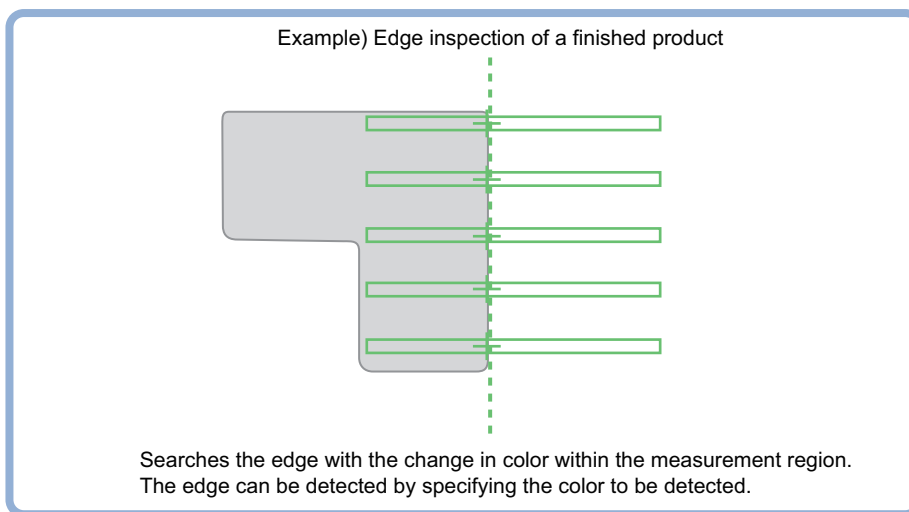 Example) Edge inspection of a finished product
Searches the edge with the change in color within the measurement region.
The edge can be detected by specifying the color to be detected.